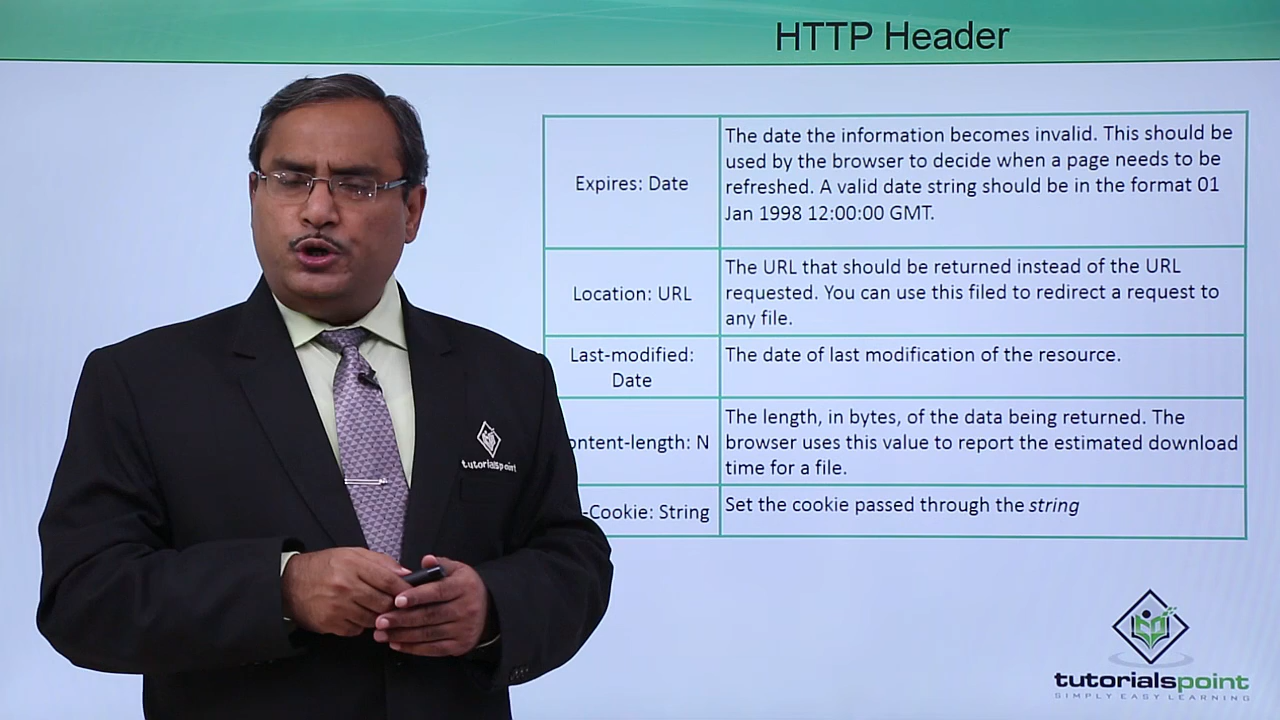 HTTP Header
Expires: Date
The date the information becomes invalid. This should be
used by the browser to decide when a page needs to be
refreshed. A valid date string should be in the format 01
Jan 1998 12:00:00 GMT.
Location: URL
The URL that should be returned instead of the URL
requested. You can use this filed to redirect a request to
any file.
Last-modified:
Date
The date of last modification of the resource.
ontent-length: N
The length, in bytes, of the data being returned. The
browser uses this value to report the estimated download
time for a file.
-Cookie: String
Set the cookie passed through the string
tutorialspoint
tutorialspoint
SIMPLY EASY LEARNING